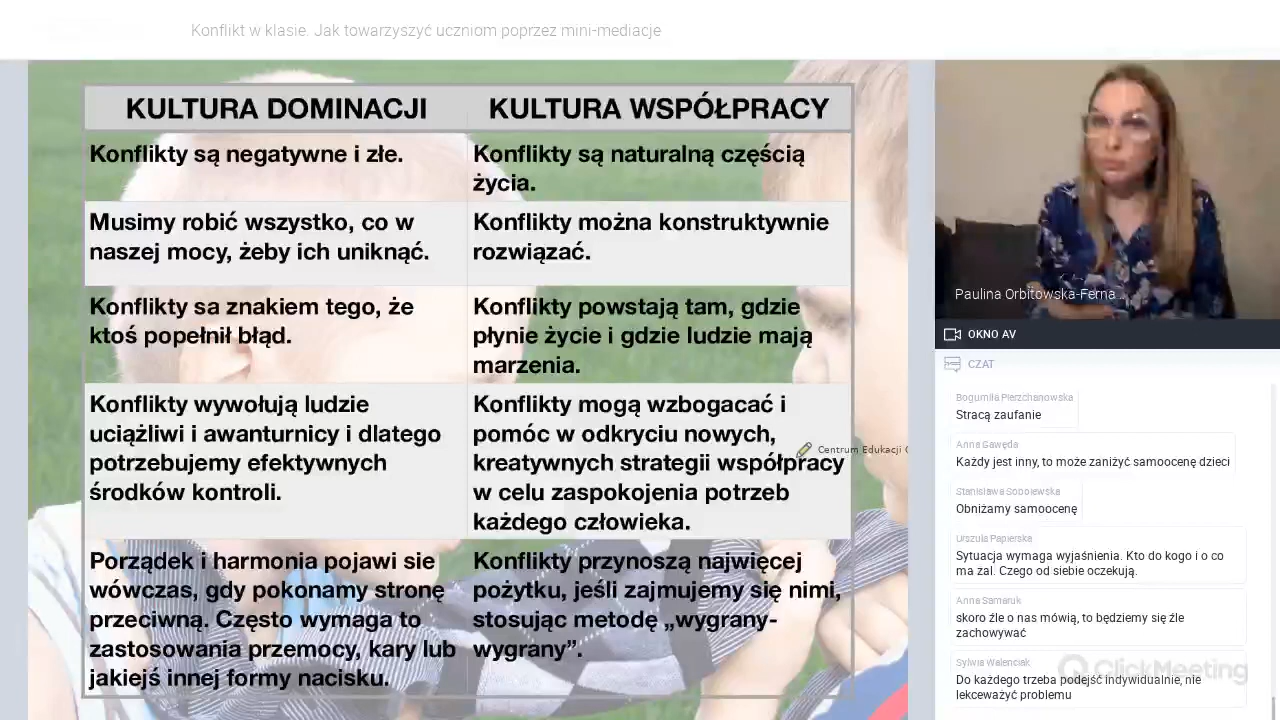 Konflikt w klasie. Jak towarzyszyć uczniom poprzez mini-mediacje
KULTURA DOMINACJI
KULTURA WSPÓŁPRACY
Konflikty są negatywne i złe.
Konflikty są naturalną częścią
życia.
Musimy robić wszystko, co w
naszej mocy, żeby ich uniknąć.
Konflikty można konstruktywnie
rozwiązać.
Konflikty sa znakiem tego, że
ktoś popełnił błąd.
Konflikty powstają tam, gdzie
płynie życie i gdzie ludzie mają
marzenia.
Konflikty wywołują ludzie
uciążliwi i awanturnicy i dlatego
potrzebujemy efektywnych
środków kontroli.
Konflikty mogą wzbogacać i
pomóc w odkryciu nowych,
kreatywnych strategii współpracy
w celu zaspokojenia potrzeb
każdego człowieka.
Porządek i harmonia pojawi sie
wówczas, gdy pokonamy stronę
przeciwną. Często wymaga to
zastosowania przemocy, kary lub
jakiejś innej formy nacisku.
Konflikty przynoszą najwięcej
pożytku, jeśli zajmujemy się nimi,
stosując metodę „wygrany-
wygrany”.
Centrum Edukacji
Paulina Orbitowska-Ferna...
OKNO AV
CZAT
Bogumiła Pierzchanowska
Stracą zaufanie
Anna Gawęda
Każdy jest inny, to może zaniżyć samoocenę dzieci
Stanisława Sobolewska
Obniżamy samoocenę
Urszula Papierska
Sytuacja wymaga wyjaśnienia. Kto do kogo i o co
ma zal. Czego od siebie oczekują.
Anna Samaruk
skoro źle o nas mówią, to będziemy się źle
zachowywać
Sylwia Walenciak
Do każdego trzeba podejść indywidualnie, nie
lekceważyć problemu
ClickMeeting